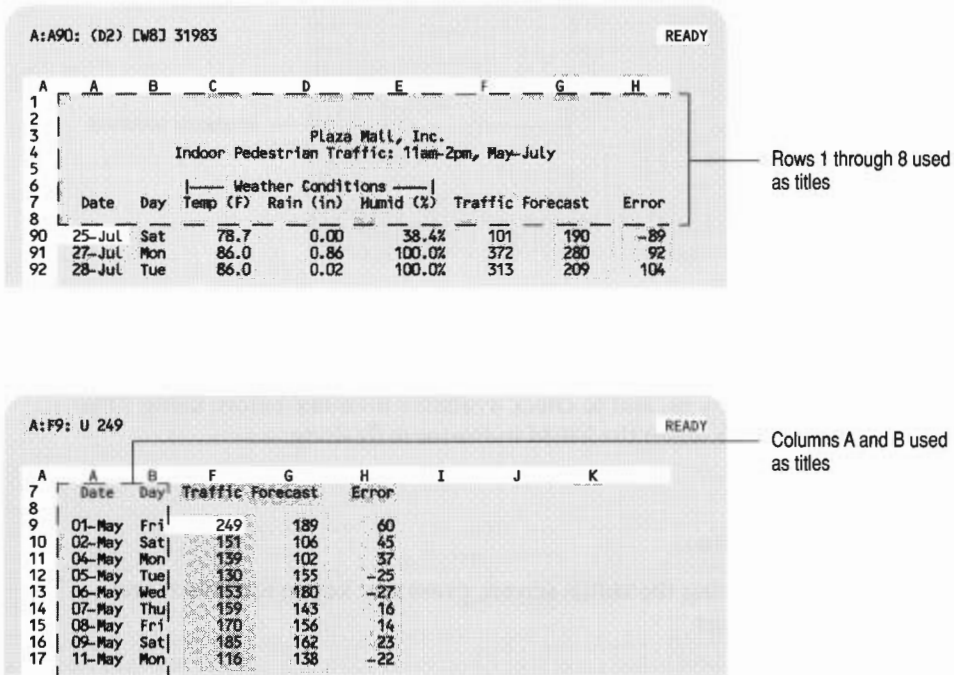 A:A90: (D2) [W8] 31983 READY
A A B C D E F G H
1
2
3 Plaza Mall, Inc.
4 Indoor Pedestrian Traffic: 11am-2pm, May-July
5
6 |—— Weather Conditions ——|
7 Date Day Temp (F) Rain (in) Humid (%) Traffic Forecast Error
8
90 25-Jul Sat 78.7 0.00 38.4% 101 190 -89
91 27-Jul Mon 86.0 0.86 100.0% 372 280 92
92 28-Jul Tue 86.0 0.02 100.0% 313 209 104
Rows 1 through 8 used
as titles
A:F9: U 249 READY
A A B F G H I J K
7 Date Day Traffic Forecast Error
8
9 01-May Fri 249 189 60
10 02-May Sat 151 106 45
11 04-May Mon 139 102 37
12 05-May Tue 130 155 -25
13 06-May Wed 153 180 -27
14 07-May Thu 159 143 16
15 08-May Fri 170 156 14
16 09-May Sat 185 162 23
17 11-May Mon 116 138 -22
Columns A and B used
as titles